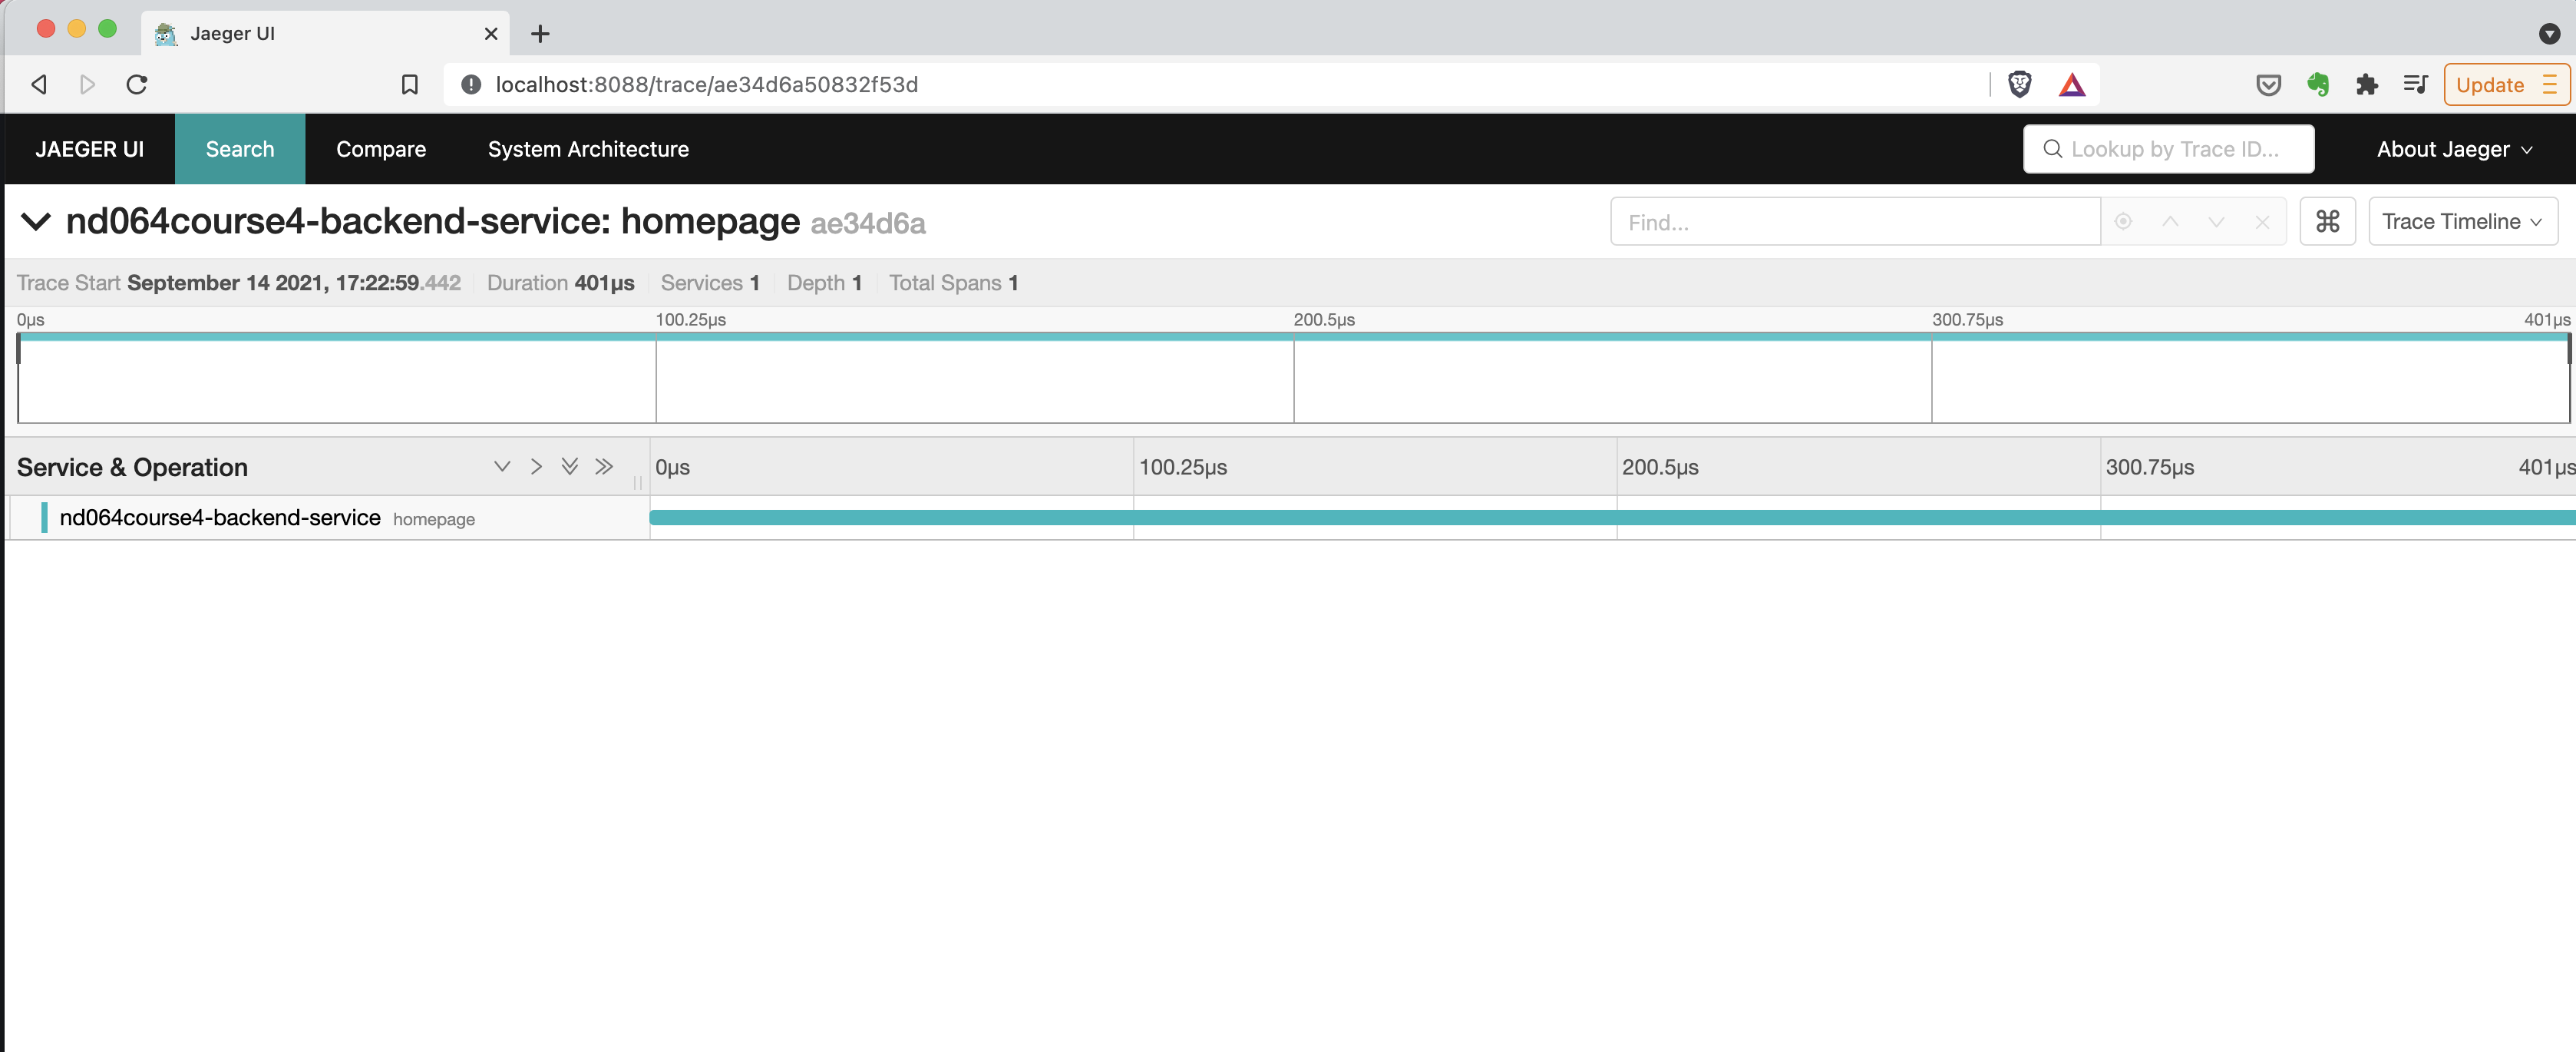 Jaeger UI
localhost:8088/trace/ae34d6a50832f53d
Update
JAEGER UI Search Compare System Architecture Lookup by Trace ID... About Jaeger
nd064course4-backend-service: homepage ae34d6a Find... Trace Timeline
Trace Start September 14 2021, 17:22:59.442 Duration 401μs Services 1 Depth 1 Total Spans 1
0μs 100.25μs 200.5μs 300.75μs 401μs
Service & Operation 0μs 100.25μs 200.5μs 300.75μs 401μs
nd064course4-backend-service homepage